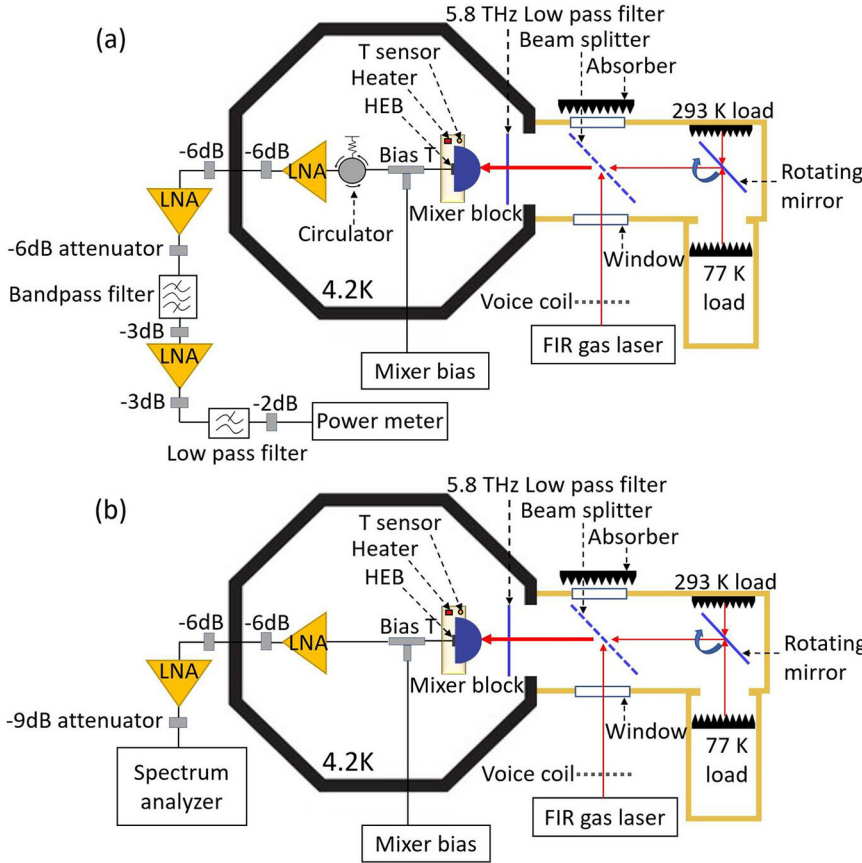 (a)
5.8 THz Low pass filter
Beam splitter
Absorber
T sensor
Heater
HEB
293 K load
-6dB
-6dB
LNA
Bias T
LNA
Circulator
Mixer block
Rotating
mirror
-6dB attenuator
Window
77 K
load
Bandpass filter
4.2K
Voice coil
-3dB
LNA
FIR gas laser
Mixer bias
-3dB
-2dB
Power meter
Low pass filter
(b)
5.8 THz Low pass filter
Beam splitter
Absorber
T sensor
Heater
HEB
293 K load
-6dB
-6dB
LNA
Bias T
LNA
Mixer block
Rotating
mirror
-9dB attenuator
Window
77 K
load
4.2K
Voice coil
Spectrum
analyzer
FIR gas laser
Mixer bias